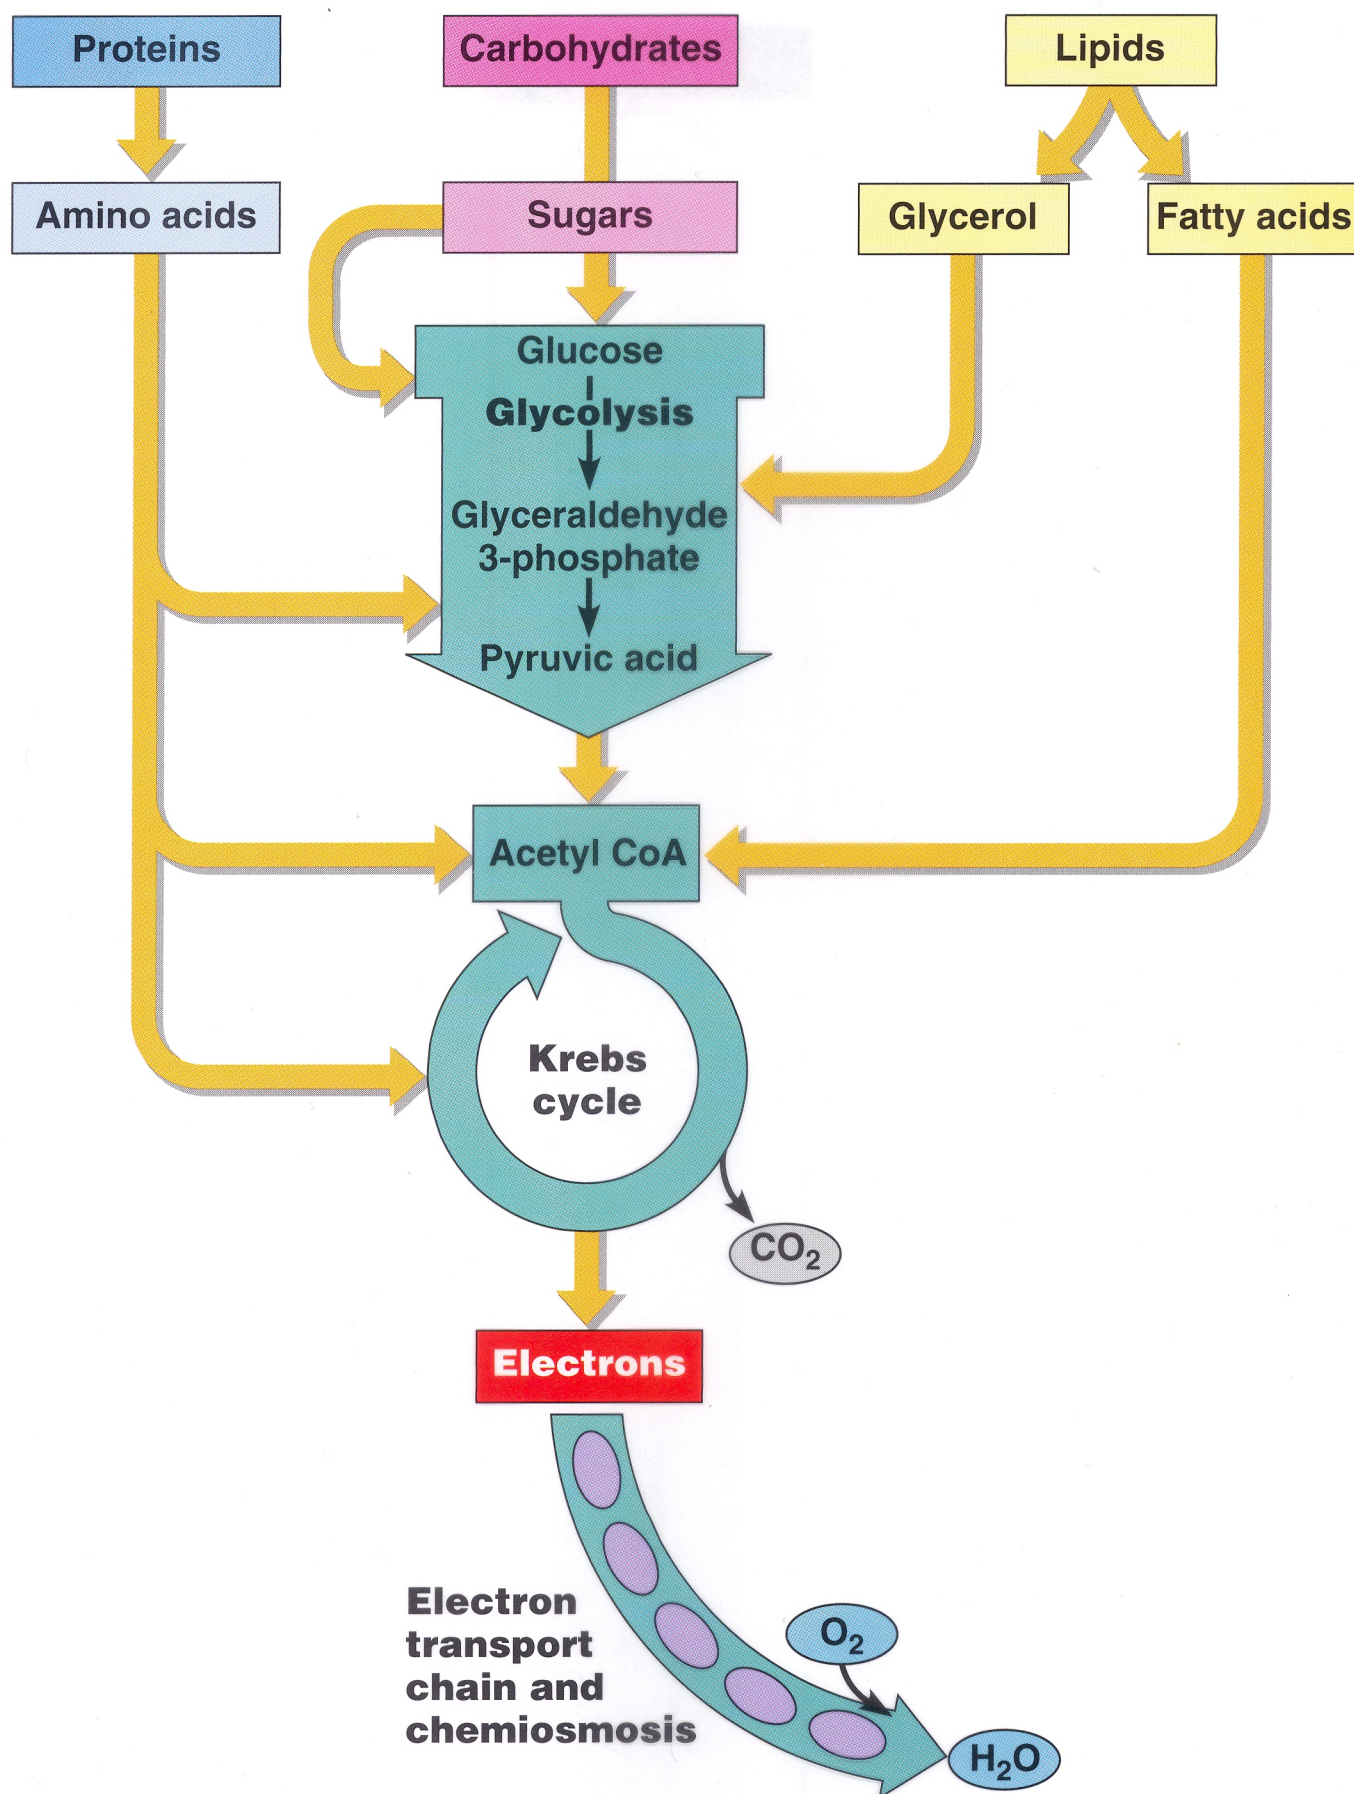 Proteins
Carbohydrates
Lipids
Amino acids
Sugars
Glycerol
Fatty acids
Glucose
Glycolysis
Glyceraldehyde
3-phosphate
Pyruvic acid
Acetyl CoA
Krebs
cycle
CO₂
Electrons
Electron
transport
chain and
chemiosmosis
O₂
H₂O